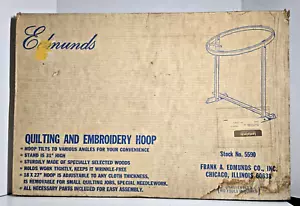 Edmunds
QUILTING AND EMBROIDERY HOOP
• HOOP TILTS TO VARIOUS ANGLES FOR YOUR CONVENIENCE
• STAND IS 31" HIGH
• STURDILY MADE OF SPECIALLY SELECTED WOODS
• HOLDS WORK TIGHTLY, KEEPS IT WRINKLE-FREE
• 18 X 27" HOOP IS ADJUSTABLE TO ANY CLOTH THICKNESS,
IS REMOVABLE FOR SMALL QUILTING JOBS, SPECIAL NEEDLEWORK.
• ALL NECESSARY PARTS INCLUDED FOR EASY ASSEMBLY.
Stock No. 5590
FRANK A. EDMUNDS CO., INC.
CHICAGO, ILLINOIS